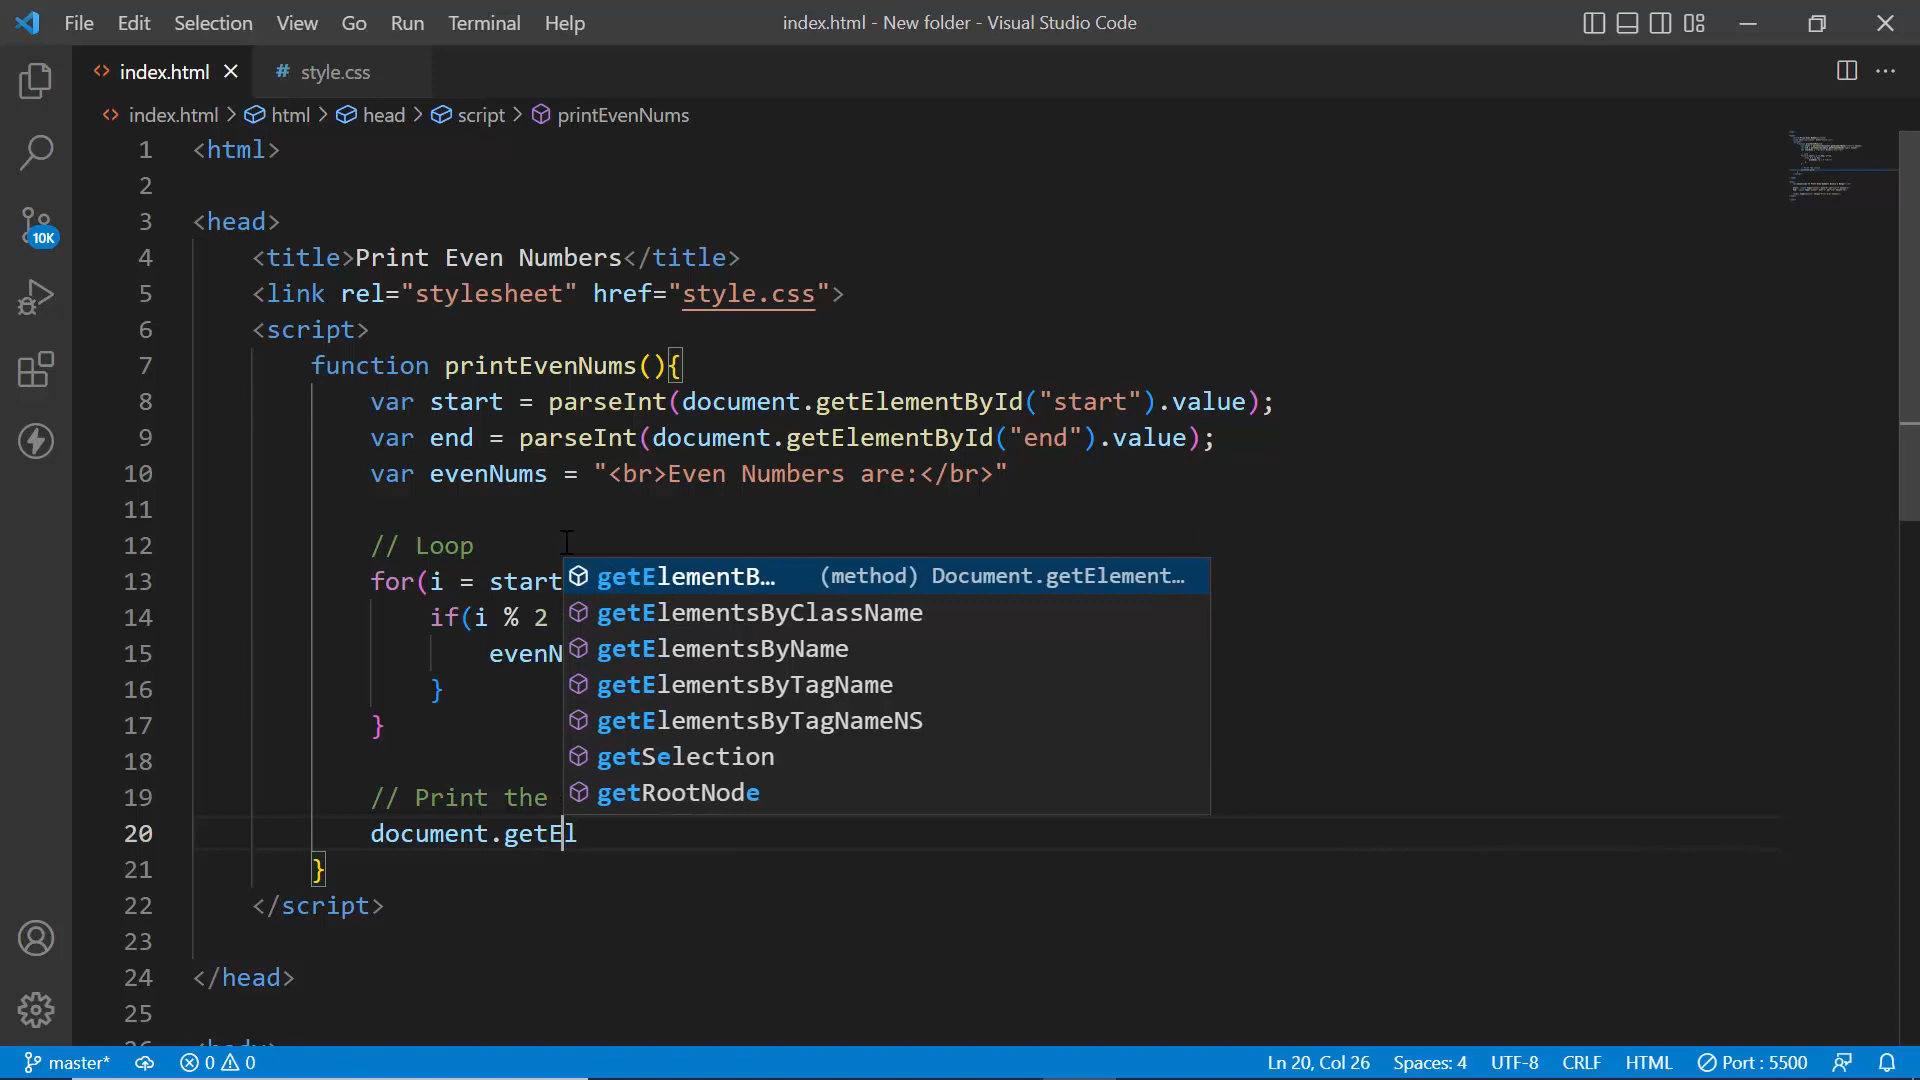 File Edit Selection View Go Run Terminal Help index.html - New folder - Visual Studio Code
index.html style.css
index.html > html > head > script > printEvenNums
1 <html>
2
3 <head>
4 <title>Print Even Numbers</title>
5 <link rel="stylesheet" href="style.css">
6 <script>
7 function printEvenNums(){
8 var start = parseInt(document.getElementById("start").value);
9 var end = parseInt(document.getElementById("end").value);
10 var evenNums = "<br>Even Numbers are:</br>"
11
12 // Loop
13 for(i = start
14 if(i % 2
15 evenN
16 }
17 }
18
19 // Print the
20 document.getEl
21 }
22 </script>
23
24 </head>
25
26 <body>
getElementB... (method) Document.getElement...
getElementsByClassName
getElementsByName
getElementsByTagName
getElementsByTagNameNS
getSelection
getRootNode
10K
master* 0 0 Ln 20, Col 26 Spaces: 4 UTF-8 CRLF HTML Port : 5500